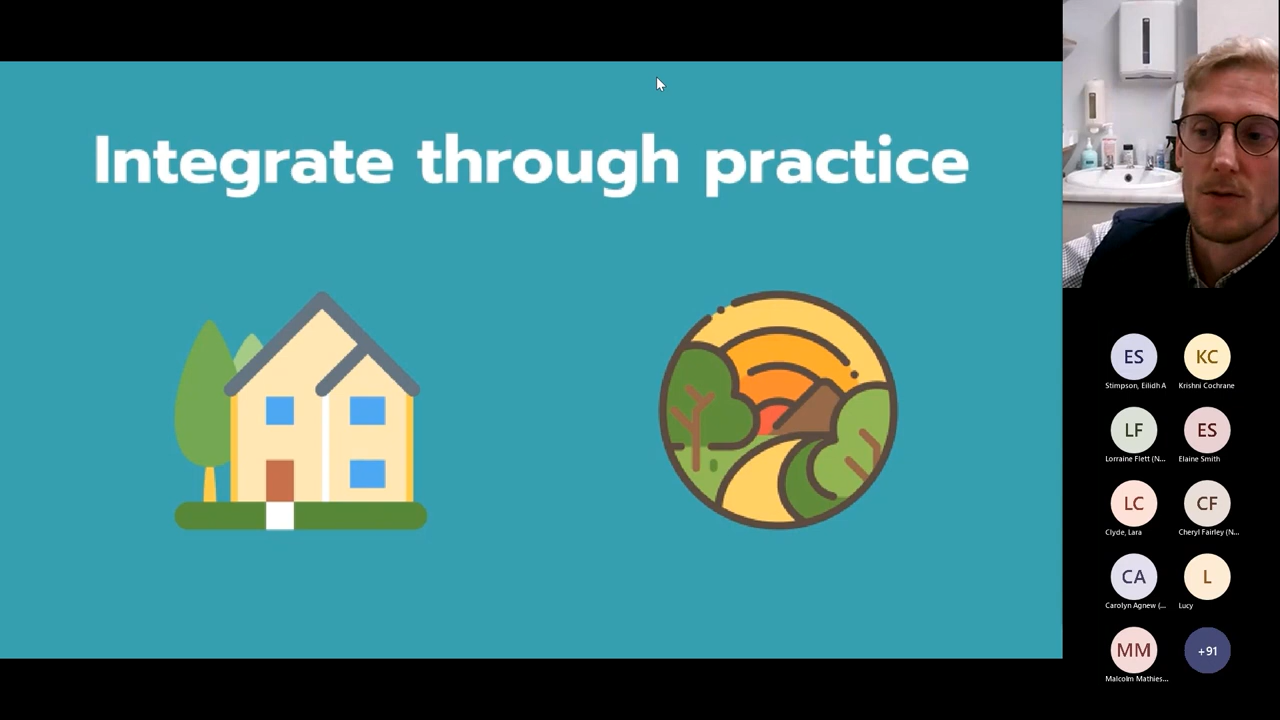 Integrate through practice
ES
KC
Stimpson, Eilidh A
Krishni Cochrane
LF
ES
Lorraine Flett (N...
Elaine Smith
LC
CF
Clyde, Lara
Cheryl Fairley (N...
CA
L
Carolyn Agnew (...
Lucy
MM
+91
Malcolm Mathies...